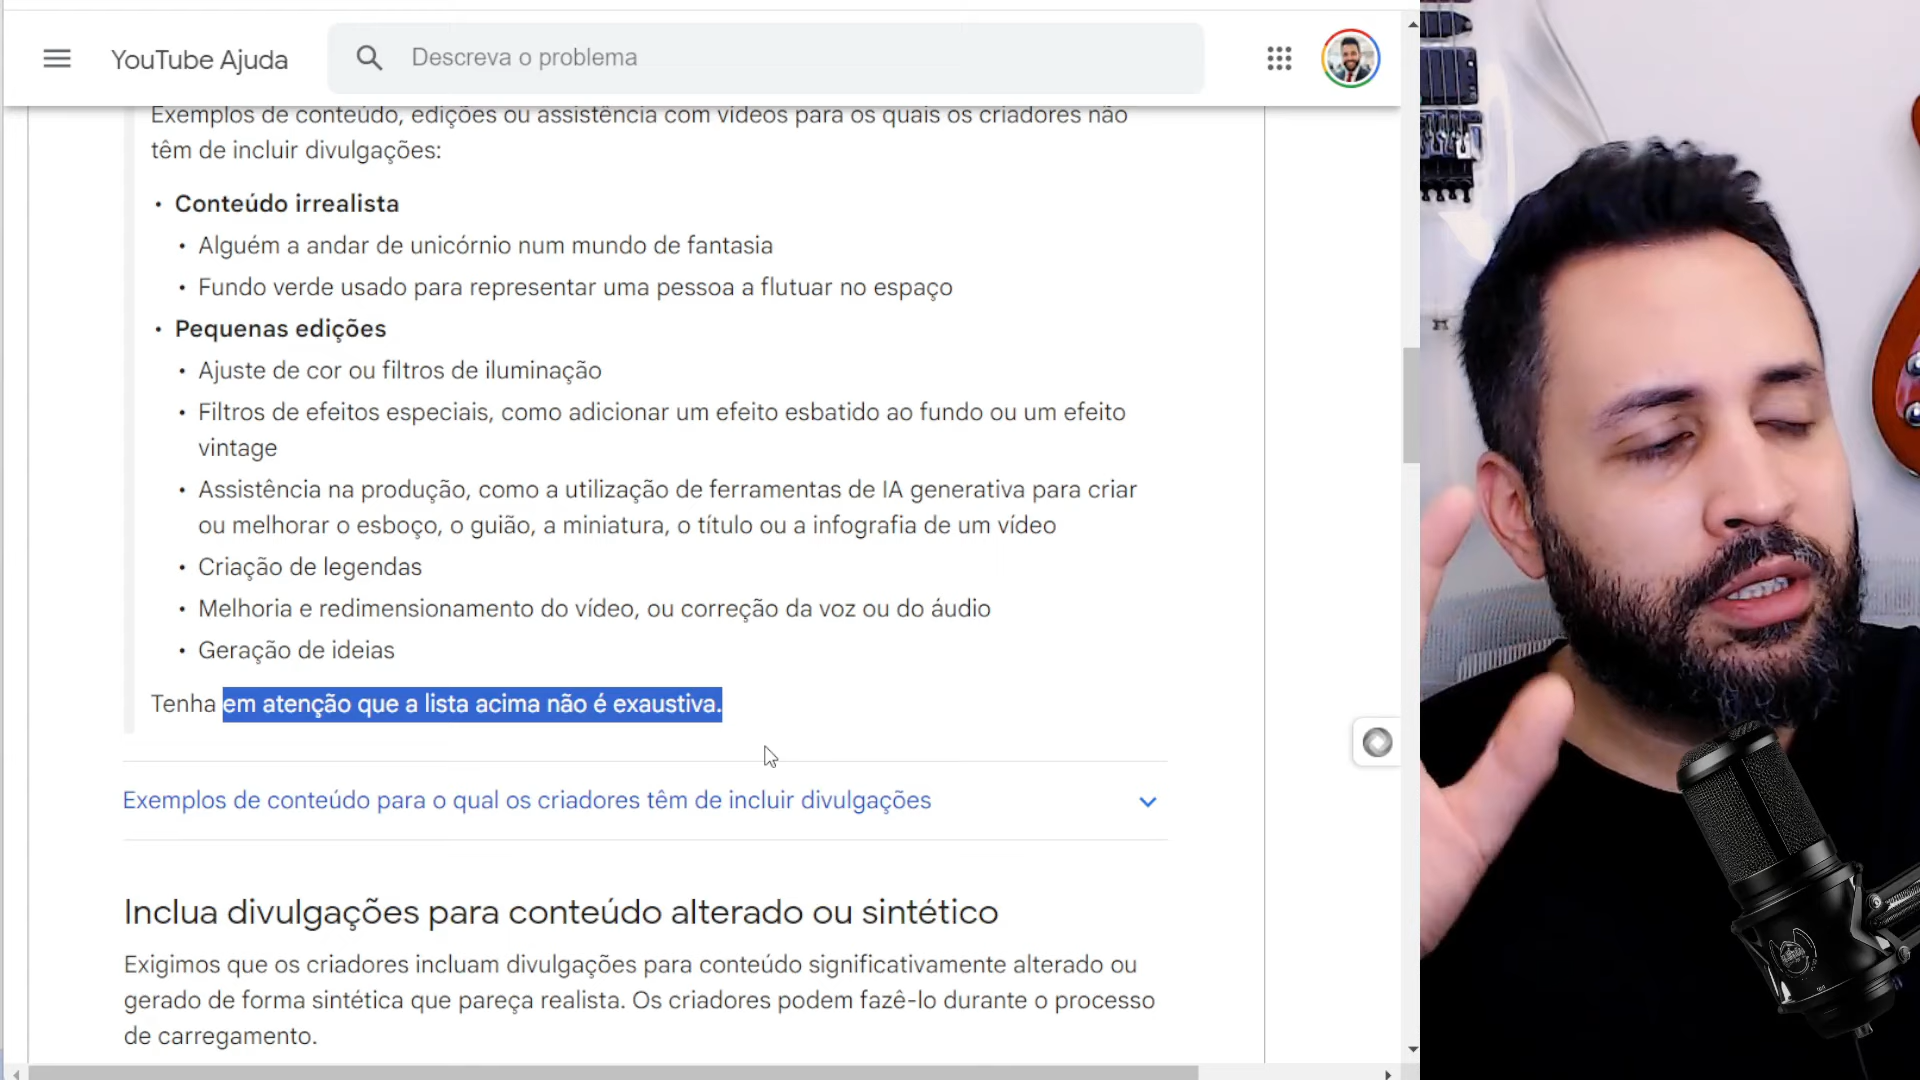 YouTube Ajuda
Descreva o problema
Exemplos de conteúdo, edições ou assistência com vídeos para os quais os criadores não
têm de incluir divulgações:
• Conteúdo irrealista
• Alguém a andar de unicórnio num mundo de fantasia
• Fundo verde usado para representar uma pessoa a flutuar no espaço
• Pequenas edições
• Ajuste de cor ou filtros de iluminação
• Filtros de efeitos especiais, como adicionar um efeito esbatido ao fundo ou um efeito
vintage
• Assistência na produção, como a utilização de ferramentas de IA generativa para criar
ou melhorar o esboço, o guião, a miniatura, o título ou a infografia de um vídeo
• Criação de legendas
• Melhoria e redimensionamento do vídeo, ou correção da voz ou do áudio
• Geração de ideias
Tenha em atenção que a lista acima não é exaustiva.
Exemplos de conteúdo para o qual os criadores têm de incluir divulgações
Inclua divulgações para conteúdo alterado ou sintético
Exigimos que os criadores incluam divulgações para conteúdo significativamente alterado ou
gerado de forma sintética que pareça realista. Os criadores podem fazê-lo durante o processo
de carregamento.